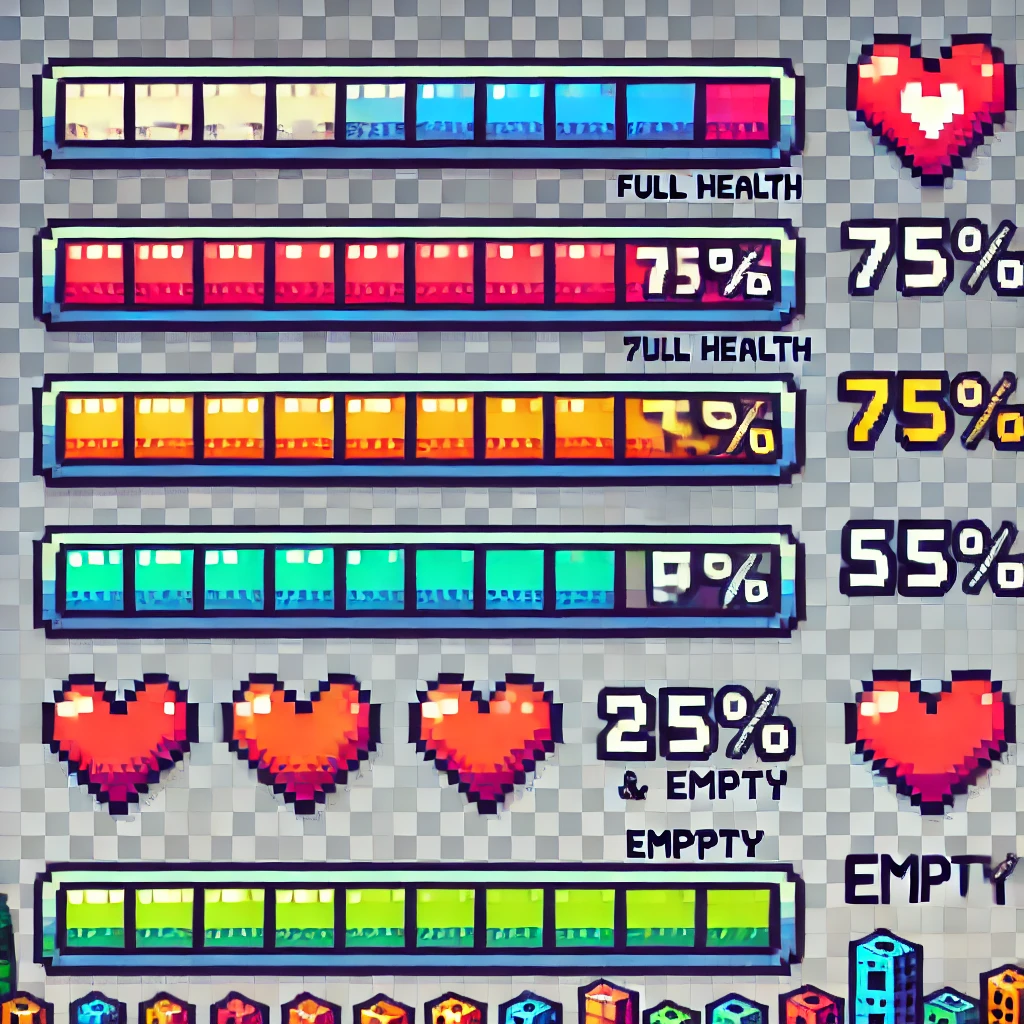 FULL HEALTH
75% 75%
7ULL HEALTH
% 75%
% 55%
25%
& EMPTY
EMPPTY
EMPTY